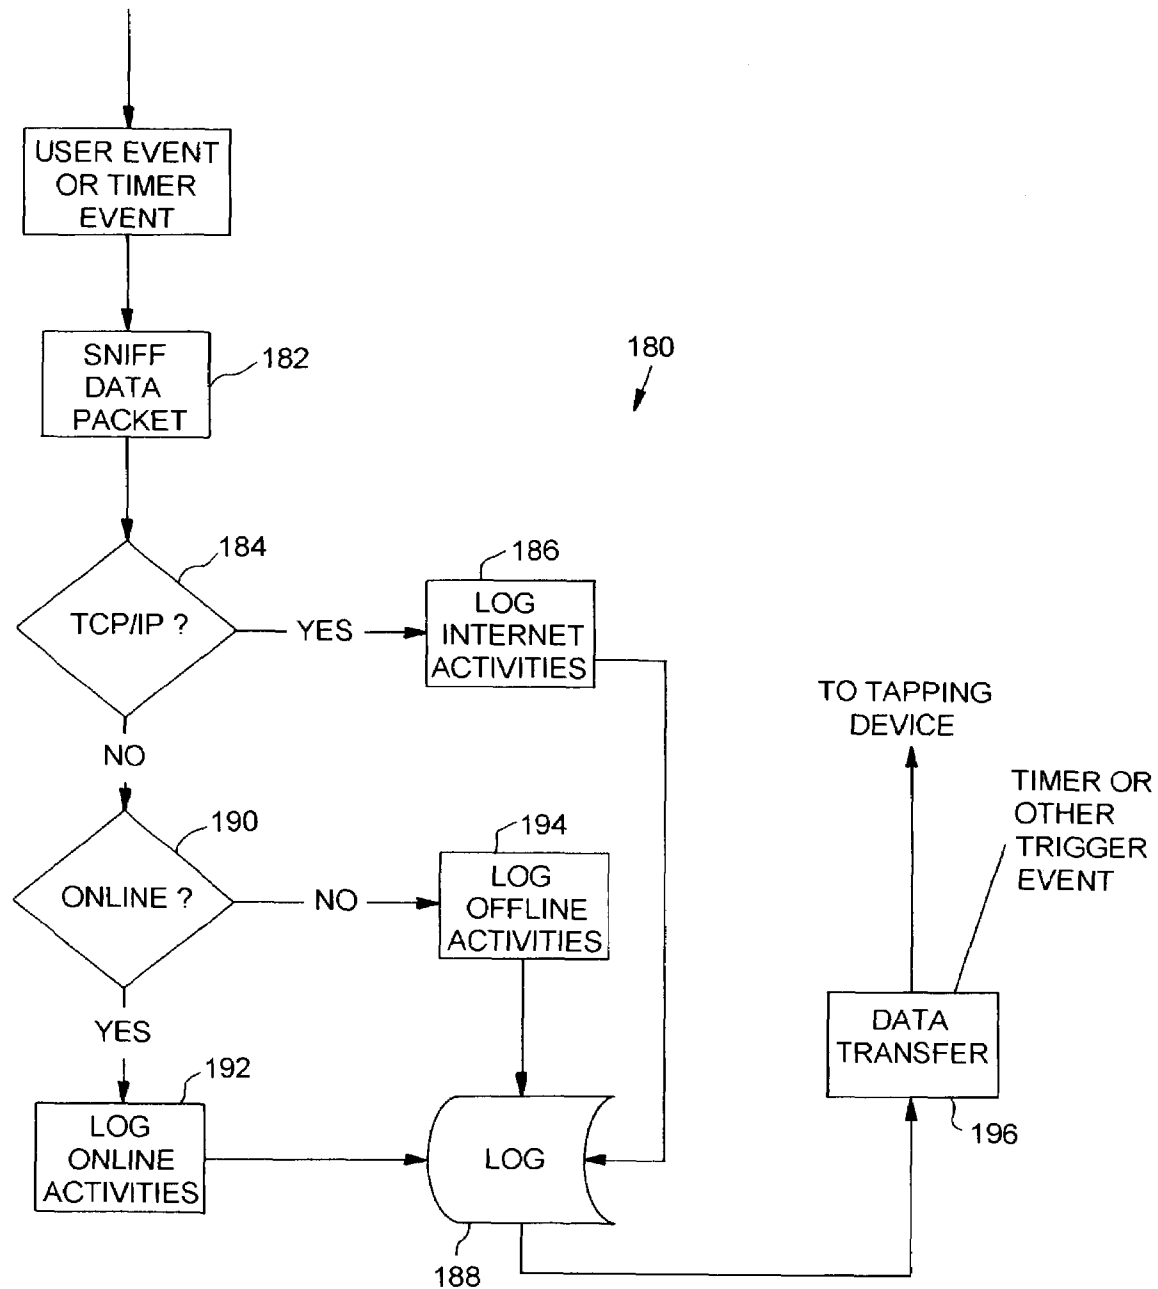 USER EVENT
OR TIMER
EVENT
SNIFF
DATA
PACKET
182
180
184
TCP/IP ?
YES
186
LOG
INTERNET
ACTIVITIES
NO
TO TAPPING
DEVICE
TIMER OR
OTHER
TRIGGER
EVENT
190
ONLINE ?
NO
194
LOG
OFFLINE
ACTIVITIES
YES
192
LOG
ONLINE
ACTIVITIES
LOG
188
DATA
TRANSFER
196